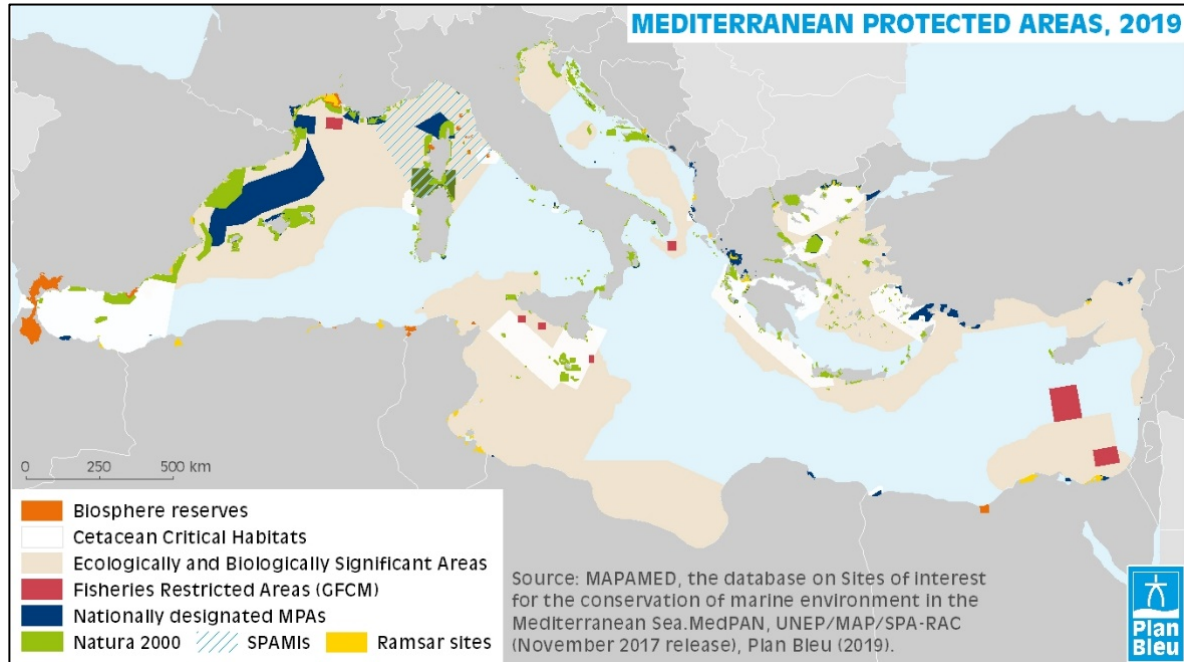 MEDITERRANEAN PROTECTED AREAS, 2019
0 250 500 km
Biosphere reserves
Cetacean Critical Habitats
Ecologically and Biologically Significant Areas
Fisheries Restricted Areas (GFCM)
Nationally designated MPAs
Natura 2000 SPAMIs Ramsar sites
Source: MAPAMED, the database on Sites of Interest
for the conservation of marine environment in the
Mediterranean Sea.MedPAN, UNEP/MAP/SPA-RAC
(November 2017 release), Plan Bleu (2019).
Plan
Bleu